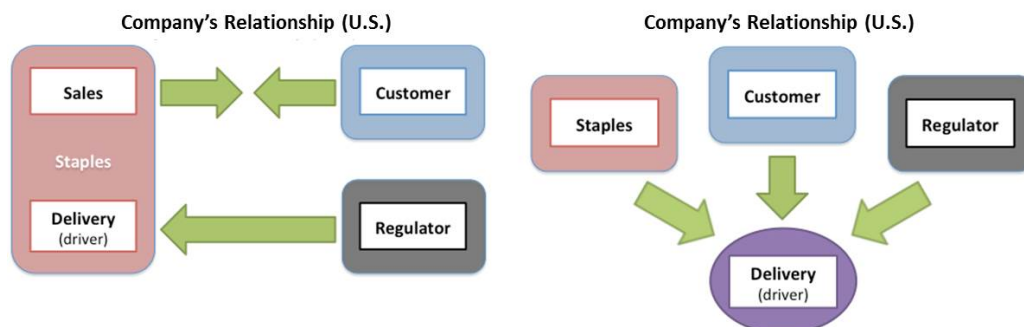 Company's Relationship (U.S.)
Sales
Customer
Staples
Delivery
(driver)
Regulator
Company's Relationship (U.S.)
Customer
Staples
Regulator
Delivery
(driver)